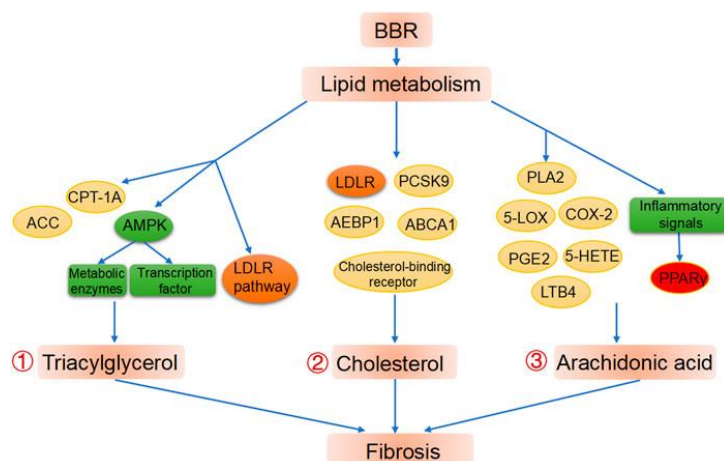 BBR
Lipid metabolism
CPT-1A
ACC
AMPK
Metabolic
enzymes
Transcription
factor
LDLR
pathway
LDLR
PCSK9
AEBP1
ABCA1
Cholesterol-binding
receptor
PLA2
5-LOX
COX-2
PGE2
5-HETE
LTB4
Inflammatory
signals
PPARγ
① Triacylglycerol
② Cholesterol
③ Arachidonic acid
Fibrosis